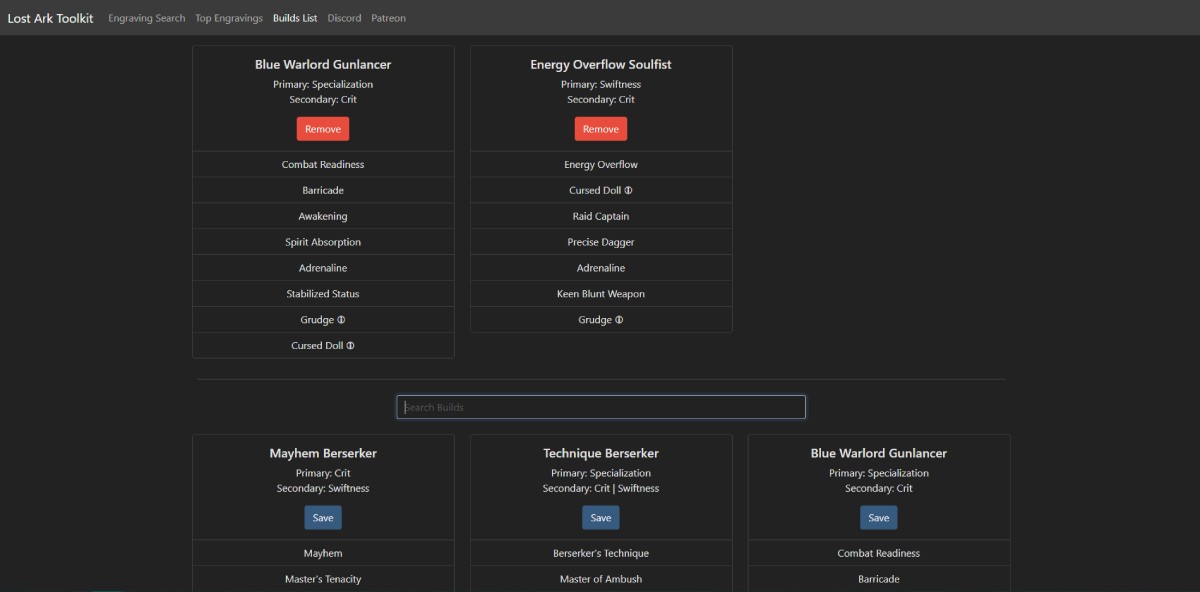 Lost Ark Toolkit Engraving Search Top Engravings Builds List Discord Patreon
Blue Warlord Gunlancer
Primary: Specialization
Secondary: Crit
Remove
Combat Readiness
Barricade
Awakening
Spirit Absorption
Adrenaline
Stabilized Status
Grudge
Cursed Doll
Energy Overflow Soulfist
Primary: Swiftness
Secondary: Crit
Remove
Energy Overflow
Cursed Doll
Raid Captain
Precise Dagger
Adrenaline
Keen Blunt Weapon
Grudge
Search Builds
Mayhem Berserker
Primary: Crit
Secondary: Swiftness
Save
Mayhem
Master's Tenacity
Technique Berserker
Primary: Specialization
Secondary: Crit | Swiftness
Save
Berserker's Technique
Master of Ambush
Blue Warlord Gunlancer
Primary: Specialization
Secondary: Crit
Save
Combat Readiness
Barricade